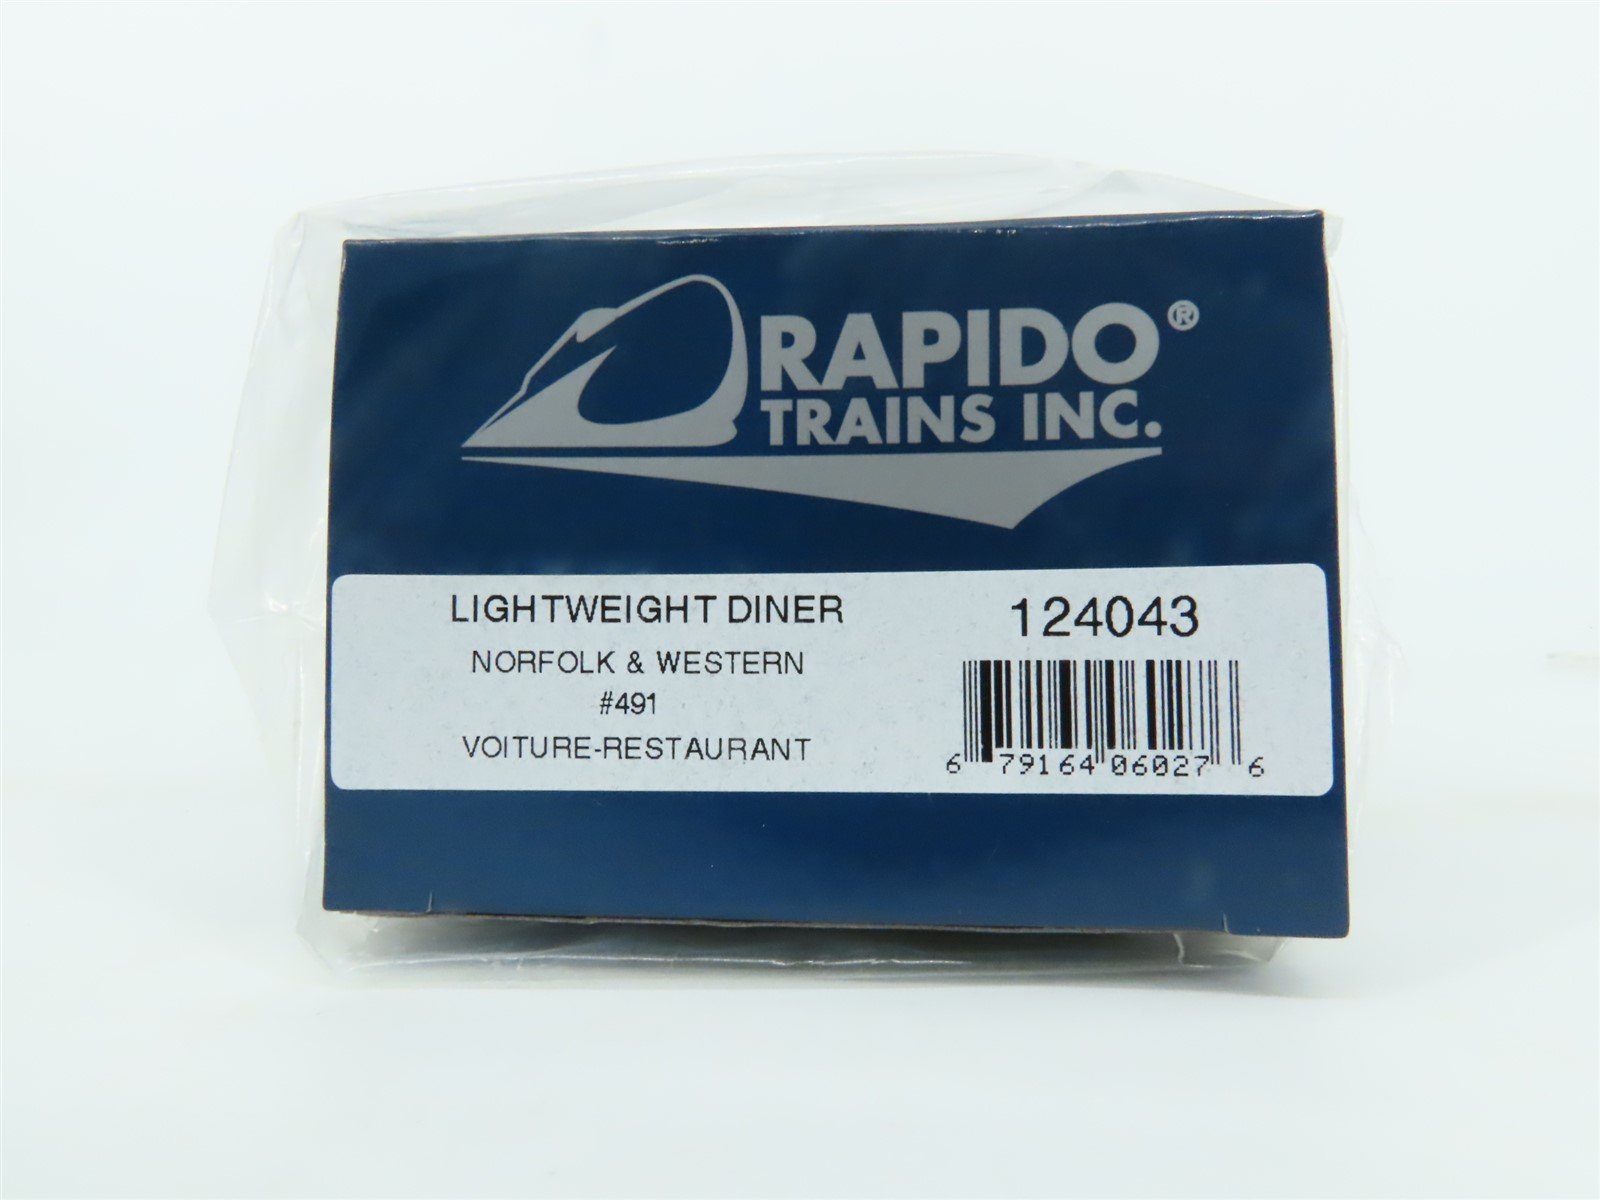 RAPIDO®
TRAINS INC.
LIGHTWEIGHT DINER
NORFOLK & WESTERN
#491
VOITURE-RESTAURANT
124043
6 79164 06027 6